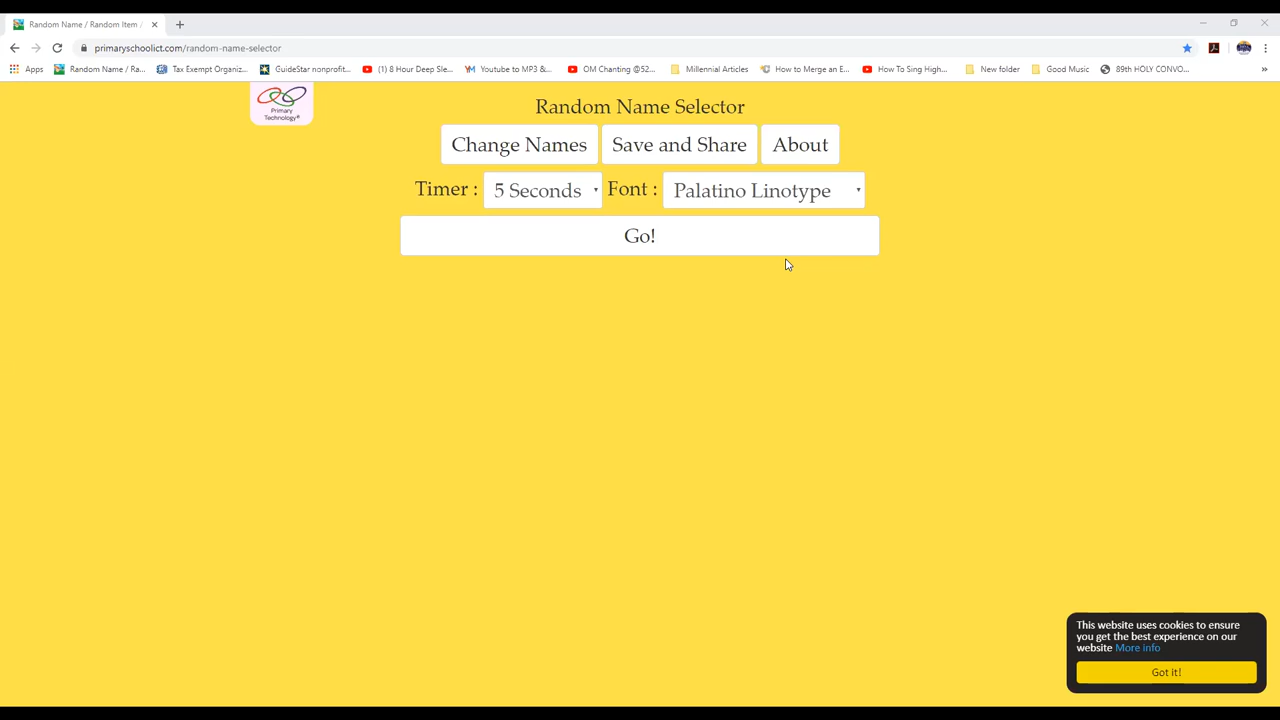 Random Name / Random Item /
primaryschoolict.com/random-name-selector
Apps
Random Name / Ra...
Tax Exempt Organiz...
GuideStar nonprofit...
(1) 8 Hour Deep Sle...
Youtube to MP3 &...
OM Chanting @52...
Millennial Articles
How to Merge an E...
How To Sing High...
New folder
Good Music
89th HOLY CONVO...
»
Primary
Technology®
Random Name Selector
Change Names
Save and Share
About
Timer :
5 Seconds
Font :
Palatino Linotype
Go!
This website uses cookies to ensure
you get the best experience on our
website More info
Got it!